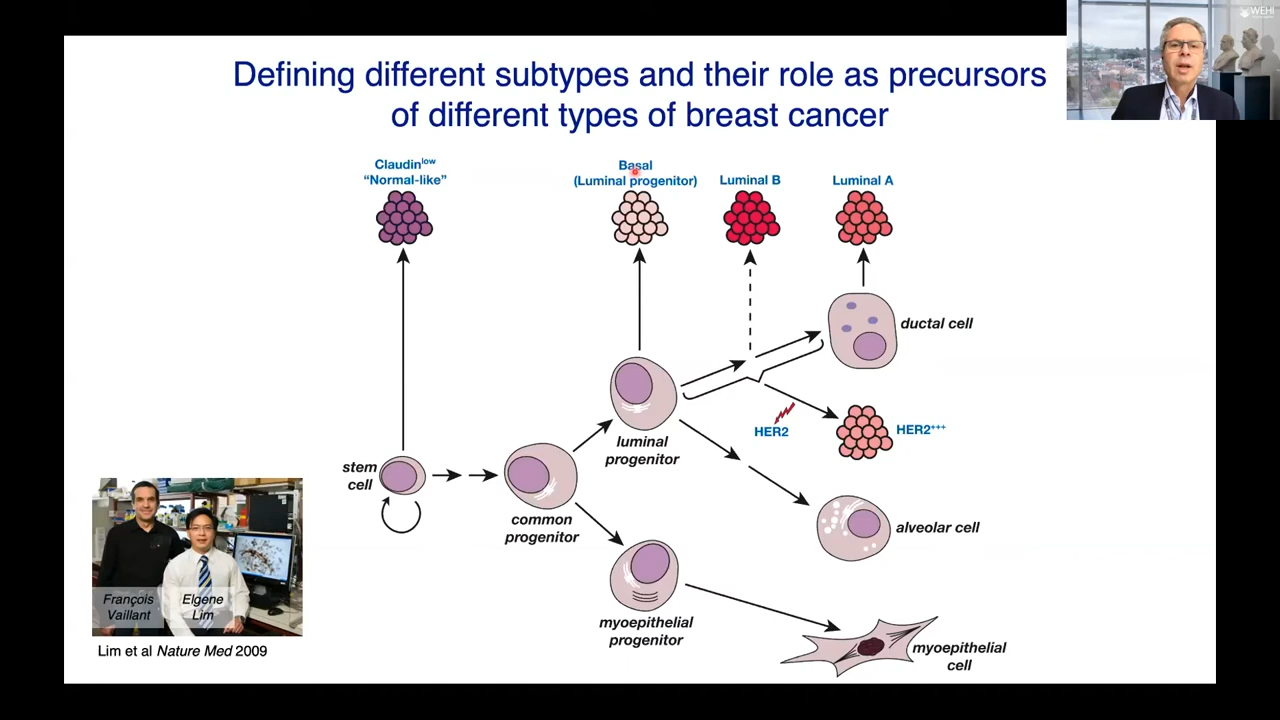 WEHI
Defining different subtypes and their role as precursors
of different types of breast cancer
Claudinlow
“Normal-like”
Basal
(Luminal progenitor)
Luminal B
Luminal A
ductal cell
HER2
HER2+++
luminal
progenitor
stem
cell
common
progenitor
alveolar cell
myoepithelial
progenitor
myoepithelial
cell
François
Vaillant
Elgene
Lim
Lim et al Nature Med 2009